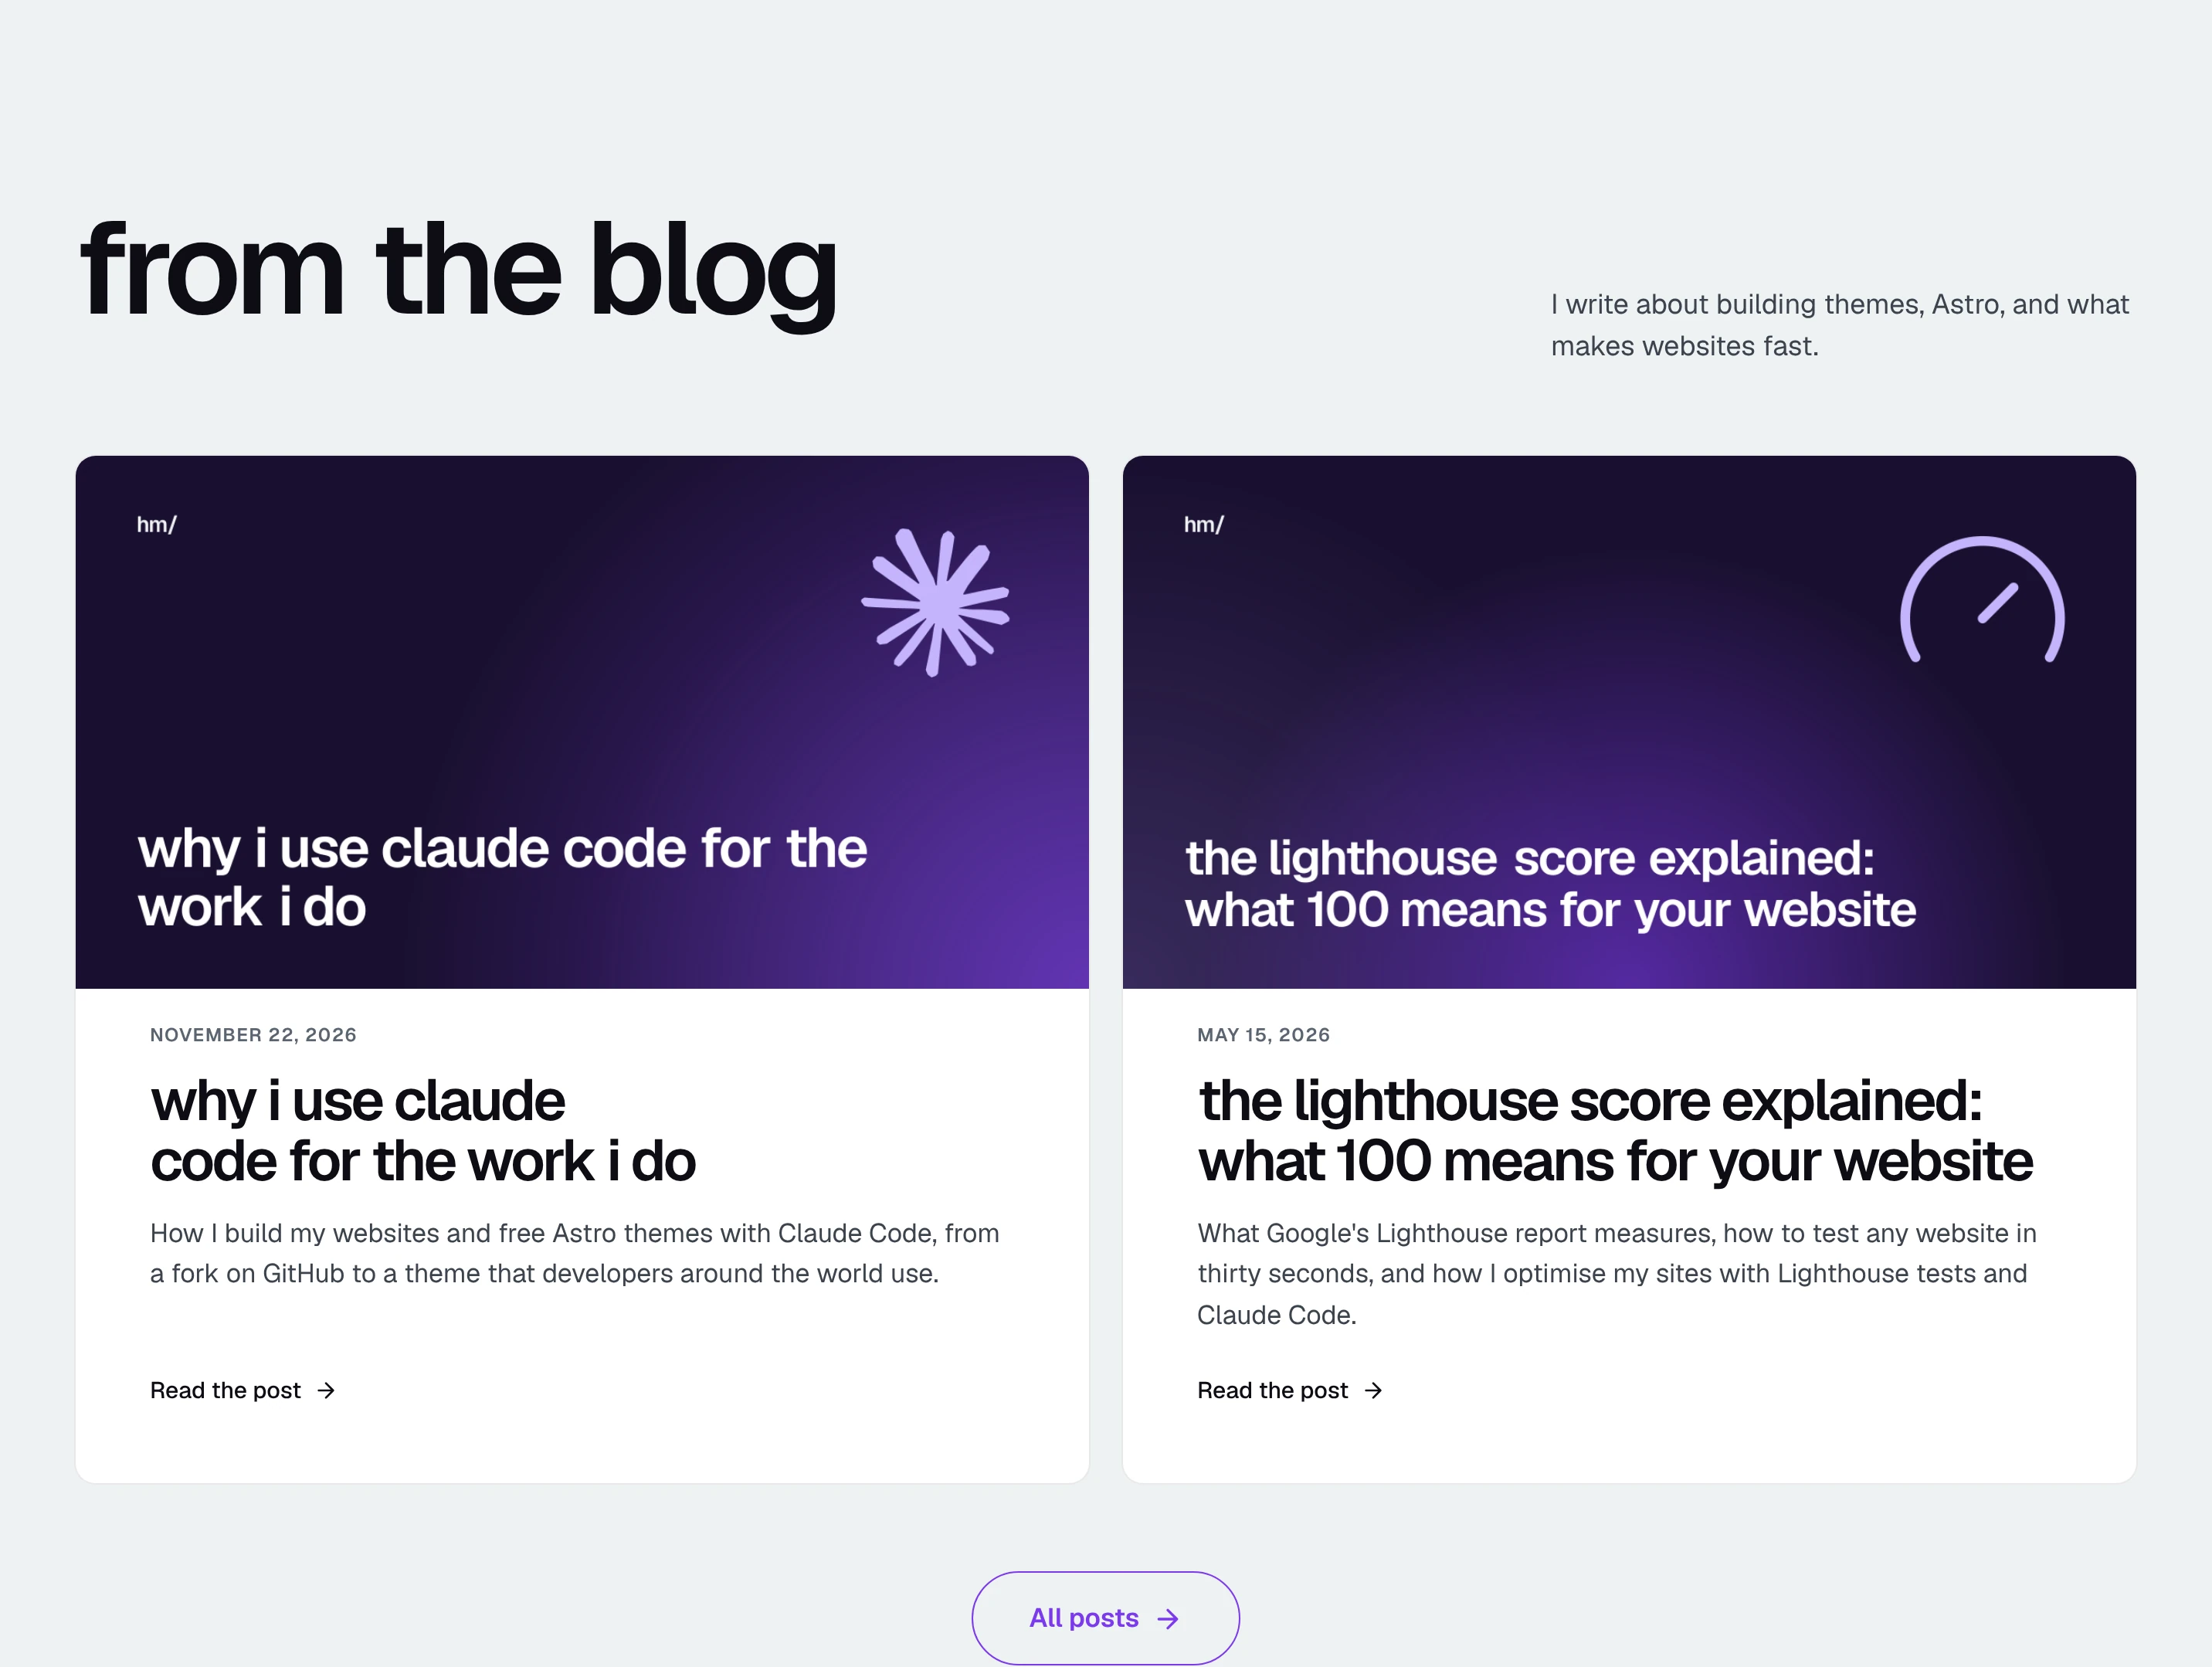 from the blog
I write about building themes, Astro, and what
makes websites fast.
hm/
why i use claude code for the
work i do
NOVEMBER 22, 2026
why i use claude
code for the work i do
How I build my websites and free Astro themes with Claude Code, from
a fork on GitHub to a theme that developers around the world use.
Read the post →
hm/
the lighthouse score explained:
what 100 means for your website
MAY 15, 2026
the lighthouse score explained:
what 100 means for your website
What Google's Lighthouse report measures, how to test any website in
thirty seconds, and how I optimise my sites with Lighthouse tests and
Claude Code.
Read the post →
All posts →